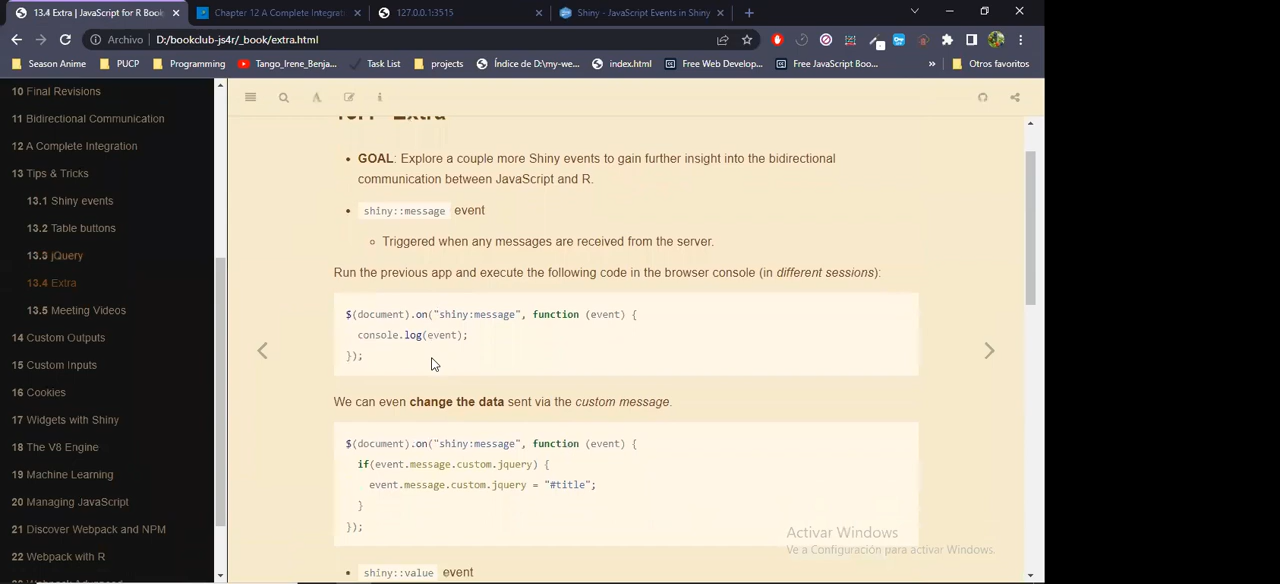 13.4 Extra | JavaScript for R Book
Chapter 12 A Complete Integrati
127.0.0.1:3515
Shiny - JavaScript Events in Shiny
Archivo
D:/bookclub-js4r/_book/extra.html
Season Anime
PUCP
Programming
Tango_Irene_Benja...
Task List
projects
Índice de D:\my-we...
index.html
Free Web Develop...
Free JavaScript Boo...
»
Otros favoritos
10 Final Revisions
11 Bidirectional Communication
12 A Complete Integration
13 Tips & Tricks
13.1 Shiny events
13.2 Table buttons
13.3 jQuery
13.4 Extra
13.5 Meeting Videos
14 Custom Outputs
15 Custom Inputs
16 Cookies
17 Widgets with Shiny
18 The V8 Engine
19 Machine Learning
20 Managing JavaScript
21 Discover Webpack and NPM
22 Webpack with R
13.4 Extra
• GOAL: Explore a couple more Shiny events to gain further insight into the bidirectional
communication between JavaScript and R.
• shiny::message event
Triggered when any messages are received from the server.
Run the previous app and execute the following code in the browser console (in different sessions):
$(document).on("shiny:message", function (event) {
console.log(event);
});
We can even change the data sent via the custom message.
$(document).on("shiny:message", function (event) {
if(event.message.custom.jquery) {
event.message.custom.jquery = "#title";
}
});
• shiny::value event
Activar Windows
Ve a Configuración para activar Windows.